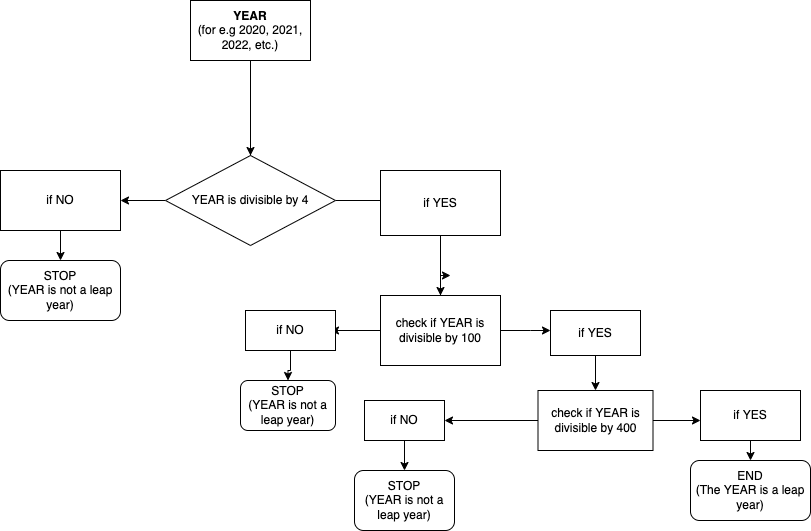 YEAR
(for e.g 2020, 2021,
2022, etc.)
if NO
YEAR is divisible by 4
if YES
STOP
(YEAR is not a leap
year)
if NO
check if YEAR is
divisible by 100
if YES
STOP
(YEAR is not a
leap year)
if NO
check if YEAR is
divisible by 400
if YES
STOP
(YEAR is not a
leap year)
END
(The YEAR is a leap
year)